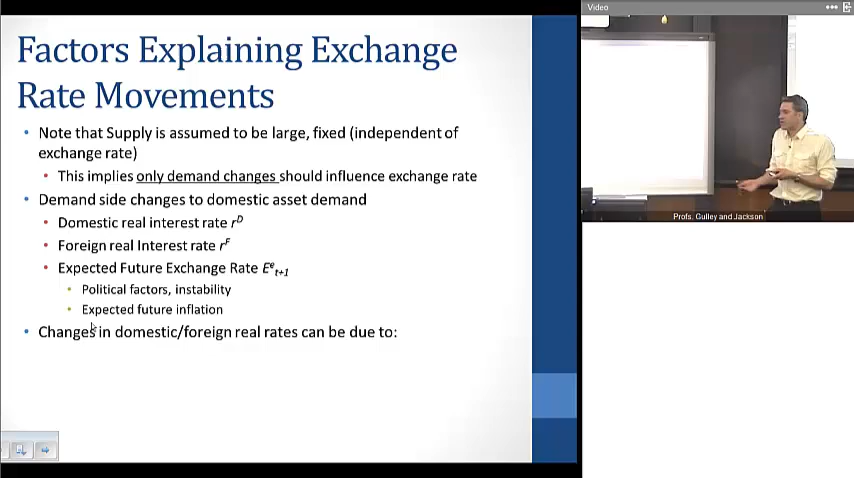 Factors Explaining Exchange
Rate Movements
Note that Supply is assumed to be large, fixed (independent of
exchange rate)
This implies only demand changes should influence exchange rate
Demand side changes to domestic asset demand
Domestic real interest rate r^D
Foreign real Interest rate r^F
Expected Future Exchange Rate E^e_t+1
Political factors, instability
Expected future inflation
Changes in domestic/foreign real rates can be due to:
Video
Profs. Gulley and Jackson